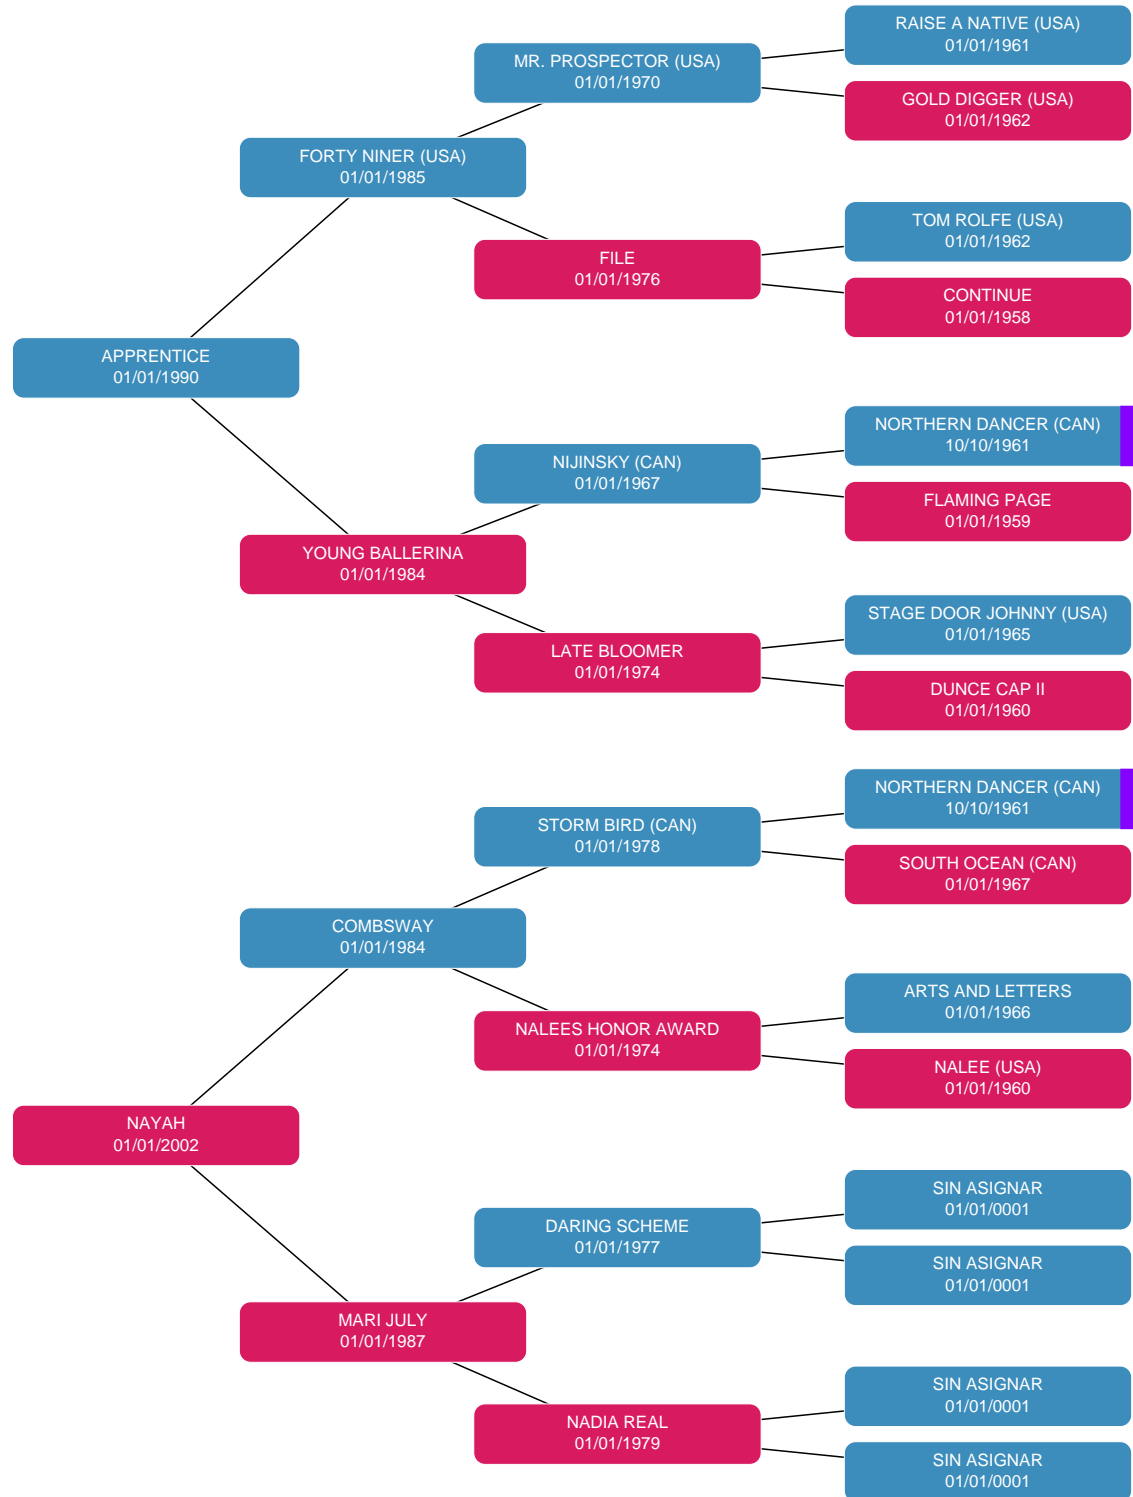 RAISE A NATIVE (USA)
01/01/1961
MR. PROSPECTOR (USA)
01/01/1970
GOLD DIGGER (USA)
01/01/1962
FORTY NINER (USA)
01/01/1985
TOM ROLFE (USA)
01/01/1962
FILE
01/01/1976
CONTINUE
01/01/1958
APPRENTICE
01/01/1990
NORTHERN DANCER (CAN)
10/10/1961
NIJINSKY (CAN)
01/01/1967
FLAMING PAGE
01/01/1959
YOUNG BALLERINA
01/01/1984
STAGE DOOR JOHNNY (USA)
01/01/1965
LATE BLOOMER
01/01/1974
DUNCE CAP II
01/01/1960
NORTHERN DANCER (CAN)
10/10/1961
STORM BIRD (CAN)
01/01/1978
SOUTH OCEAN (CAN)
01/01/1967
COMBSWAY
01/01/1984
ARTS AND LETTERS
01/01/1966
NALEES HONOR AWARD
01/01/1974
NALEE (USA)
01/01/1960
NAYAH
01/01/2002
SIN ASIGNAR
01/01/0001
DARING SCHEME
01/01/1977
SIN ASIGNAR
01/01/0001
MARI JULY
01/01/1987
SIN ASIGNAR
01/01/0001
NADIA REAL
01/01/1979
SIN ASIGNAR
01/01/0001